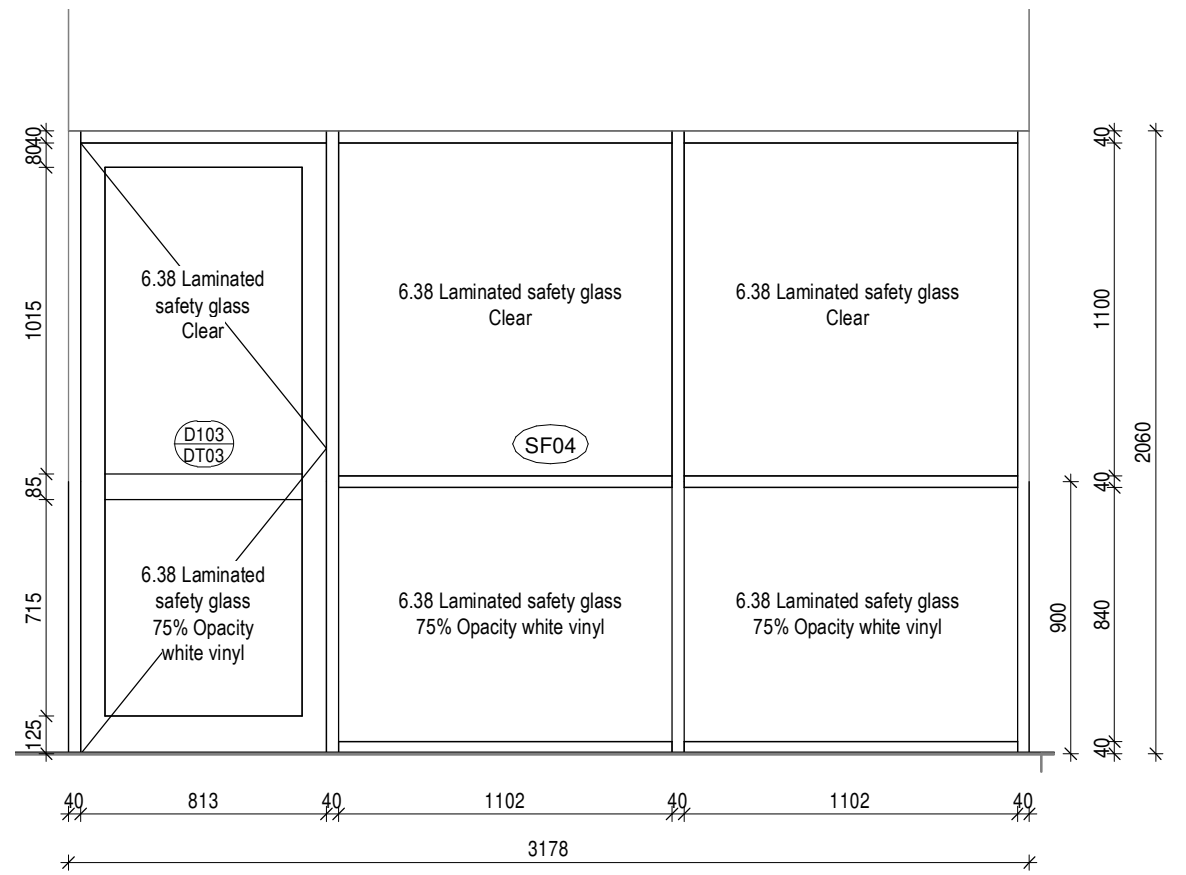 40
80
1015
85
715
125
6.38 Laminated
safety glass
Clear
D103
DT03
6.38 Laminated
safety glass
75% Opacity
white vinyl
6.38 Laminated safety glass
Clear
SF04
6.38 Laminated safety glass
75% Opacity white vinyl
6.38 Laminated safety glass
Clear
6.38 Laminated safety glass
75% Opacity white vinyl
900
40
1100
40
840
40
2060
40
813
40
1102
40
1102
40
3178